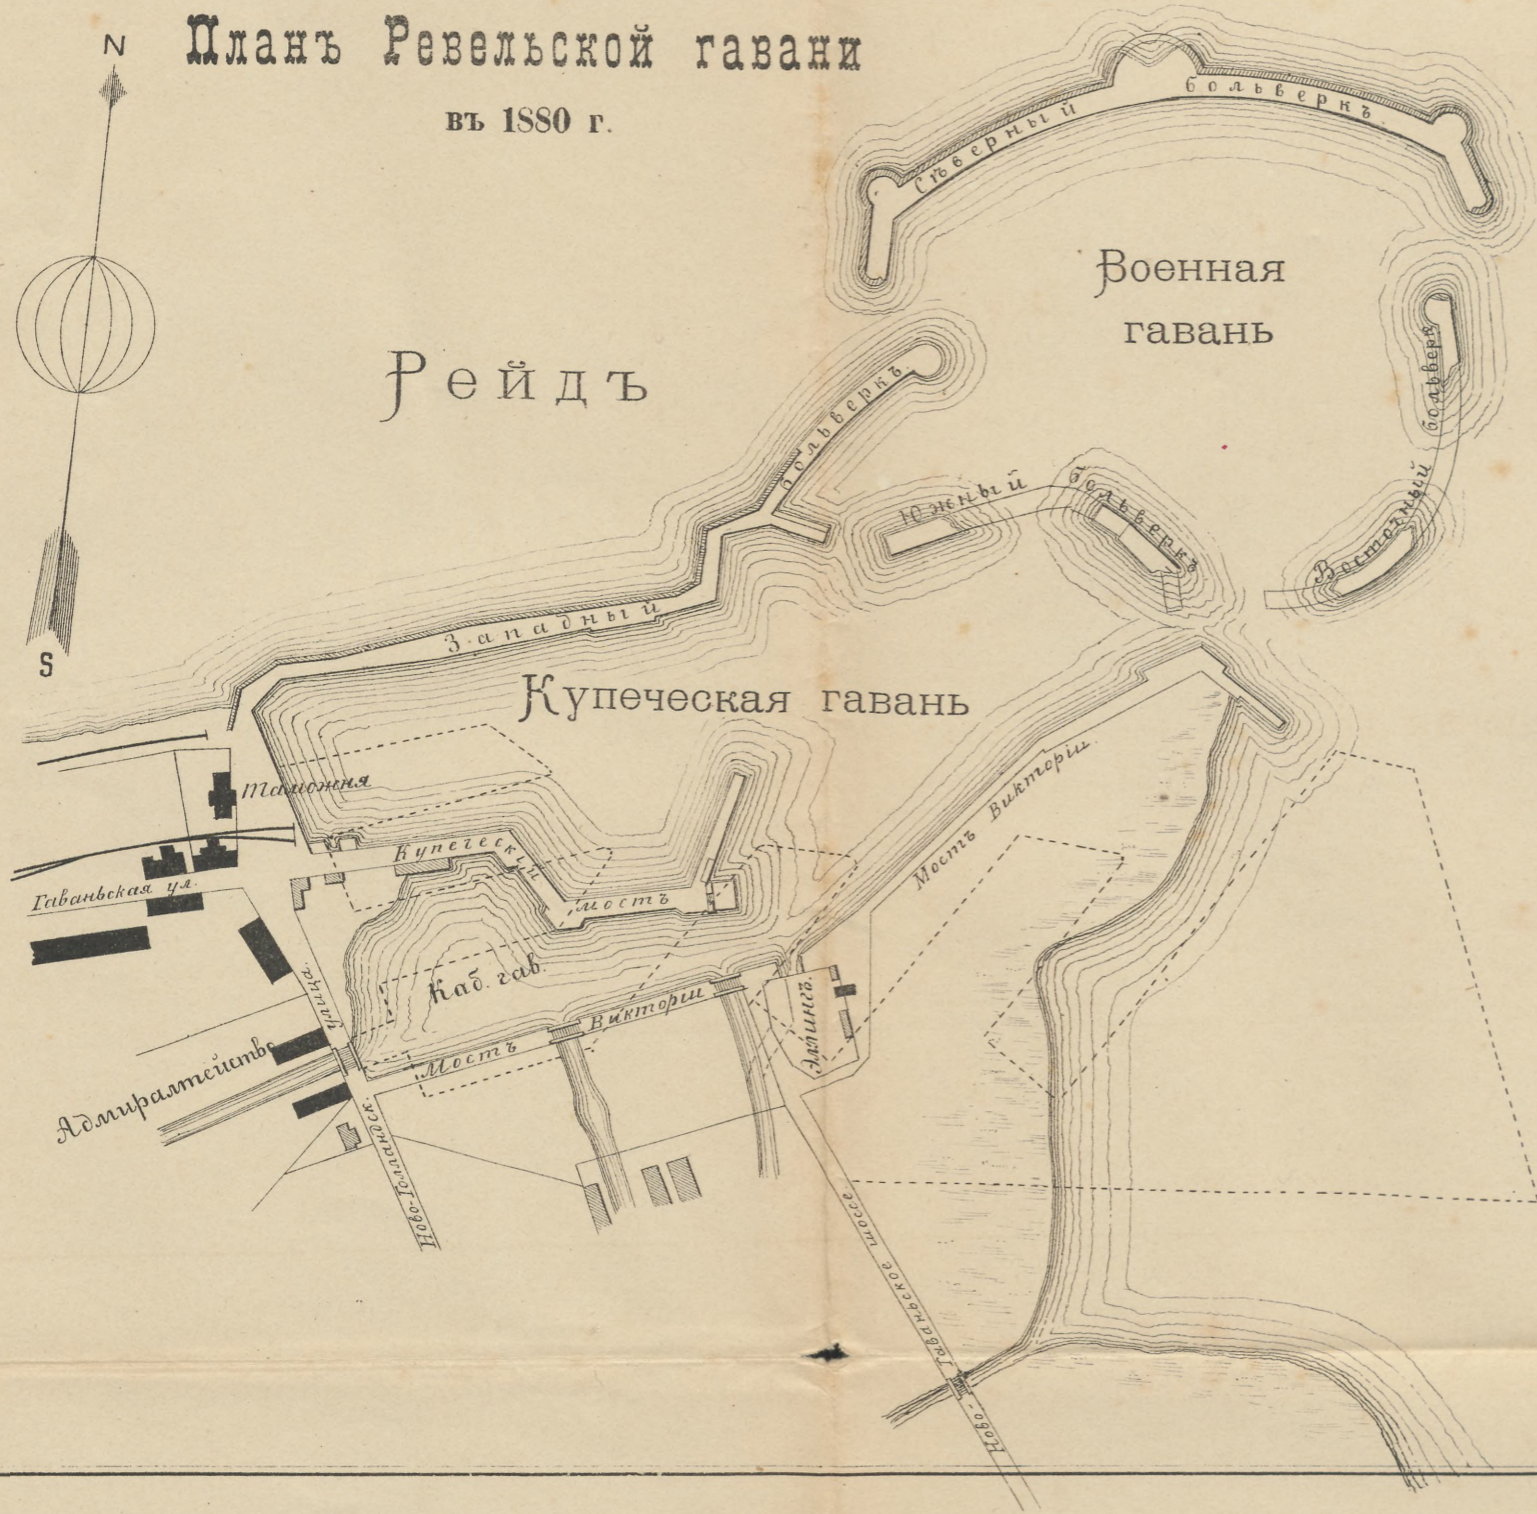 N
Планъ Ревельской гавани
въ 1880 г.
Сѣверный
больверкъ.
Военная
гавань
Рейдъ
больверкъ.
больверкъ
Южный
больверкъ
Восточный
S
Западный
Купеческая гавань
Таможня
Мостъ Викторіи.
Купеческій
мостъ
Гаваньская ул.
Каб. гав.
улица.
Мостъ
Викторіи
Эллингъ.
Адмиралтейство
Ново-Голландск.
Ново-Гаваньское шоссе.